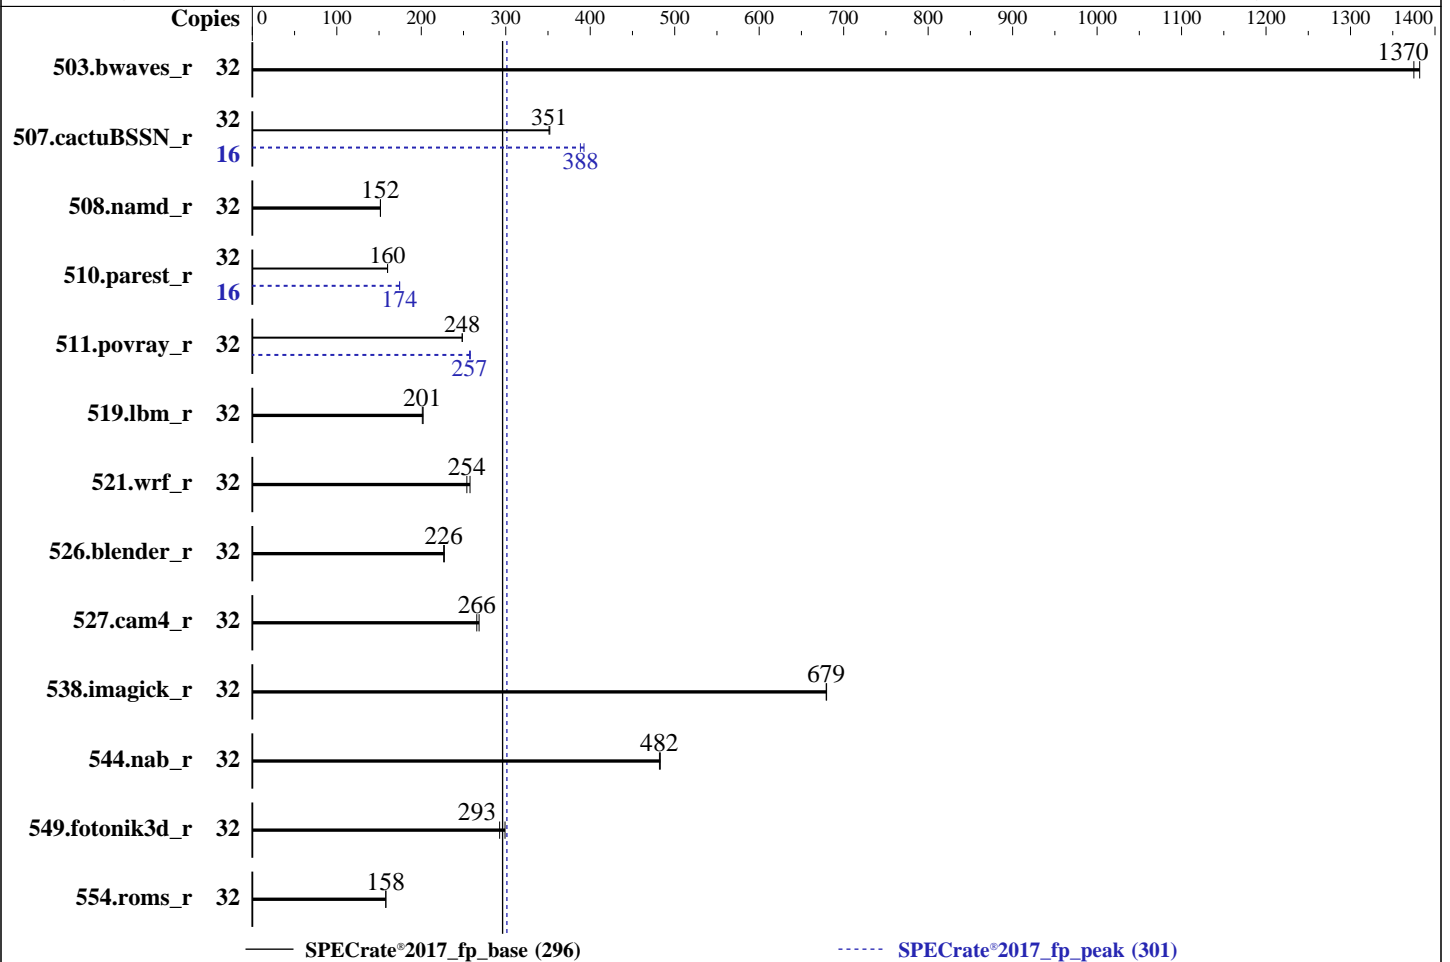 Copies 0 100 200 300 400 500 600 700 800 900 1000 1100 1200 1300 1400
503.bwaves_r 32 1370
507.cactuBSSN_r 32 351
16 388
508.namd_r 32 152
510.parest_r 32 160
16 174
511.povray_r 32 248
257
519.lbm_r 32 201
521.wrf_r 32 254
526.blender_r 32 226
527.cam4_r 32 266
538.imagick_r 32 679
544.nab_r 32 482
549.fotonik3d_r 32 293
554.roms_r 32 158
SPECrate®2017_fp_base (296) SPECrate®2017_fp_peak (301)